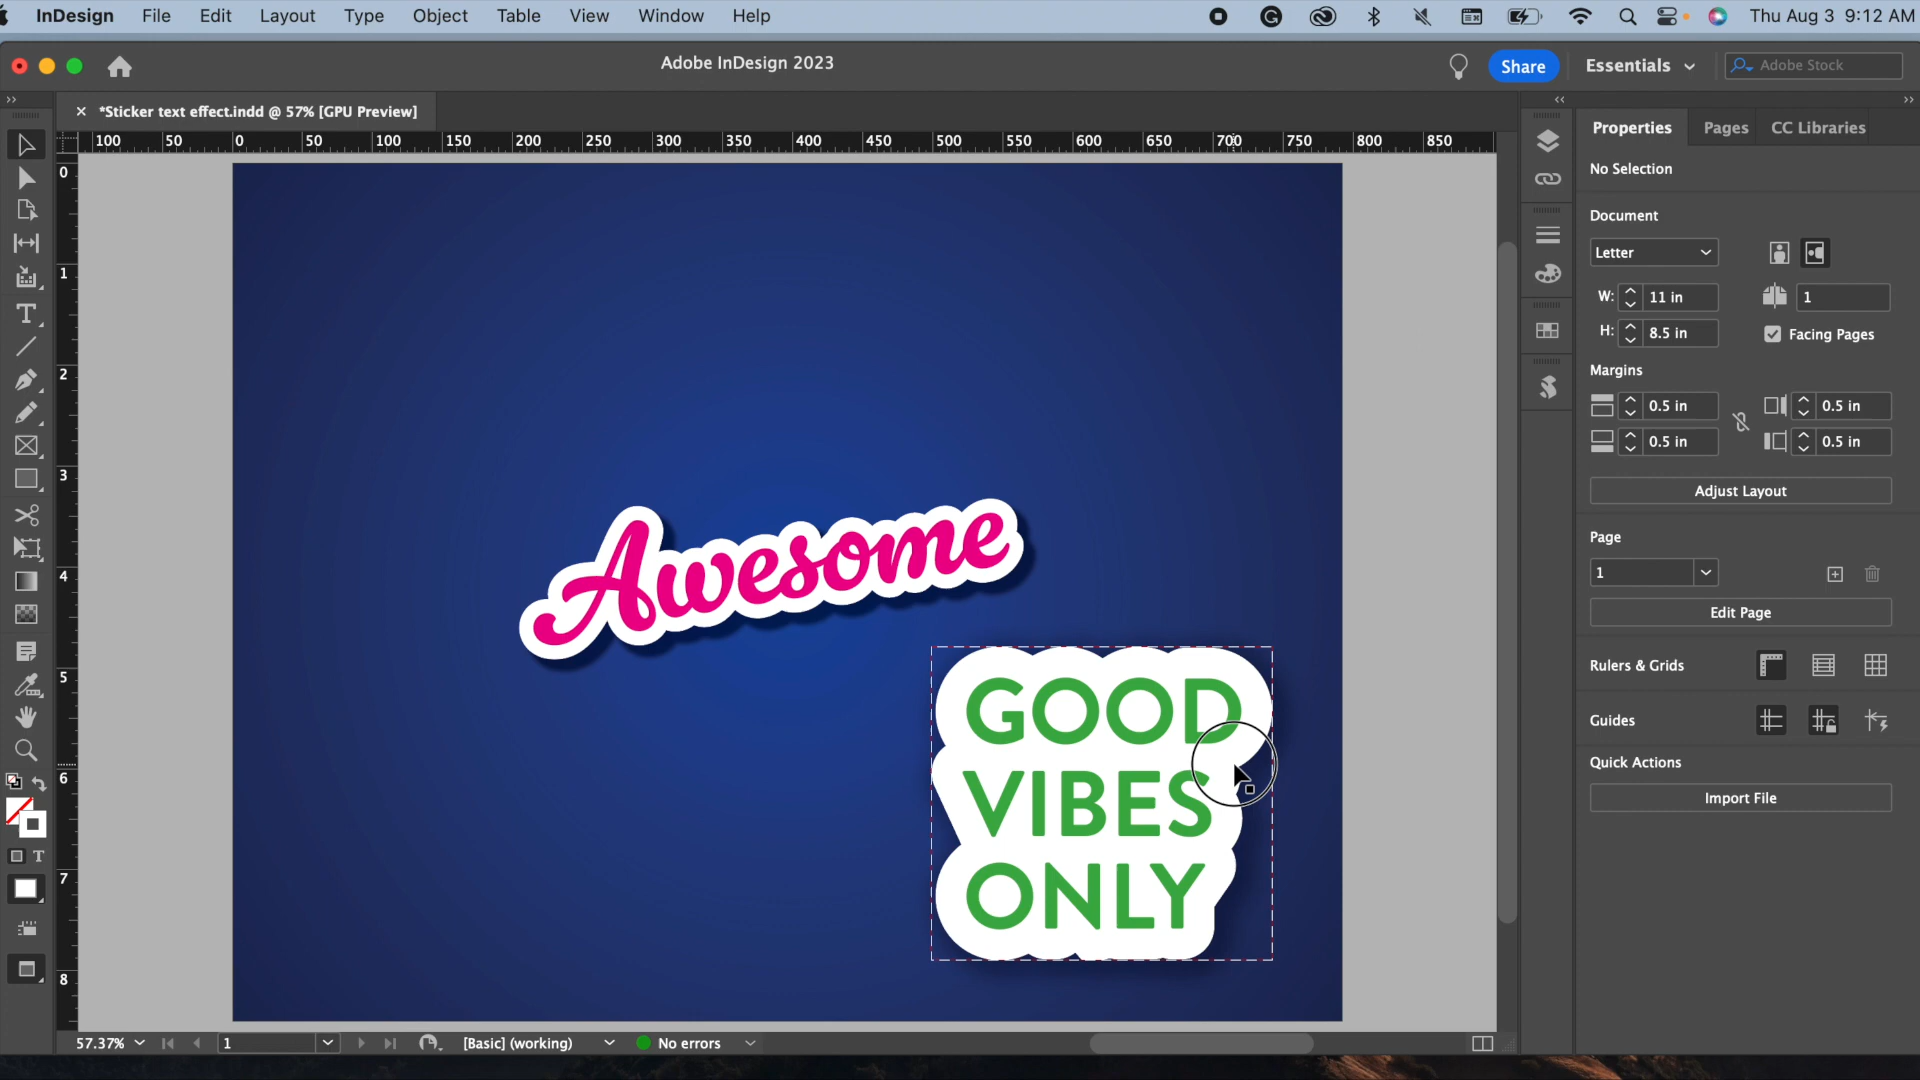 InDesign File Edit Layout Type Object Table View Window Help Thu Aug 3 9:12 AM
Adobe InDesign 2023 Share Essentials Adobe Stock
*Sticker text effect.indd @ 57% [GPU Preview]
100 50 0 50 100 150 200 250 300 350 400 450 500 550 600 650 700 750 800 850
0
1
2
3
4
5
6
7
8
Awesome
GOOD
VIBES
ONLY
Properties Pages CC Libraries
No Selection
Document
Letter
W: 11 in 1
H: 8.5 in Facing Pages
Margins
0.5 in 0.5 in
0.5 in 0.5 in
Adjust Layout
Page
1
Edit Page
Rulers & Grids
Guides
Quick Actions
Import File
57.37% 1 [Basic] (working) No errors